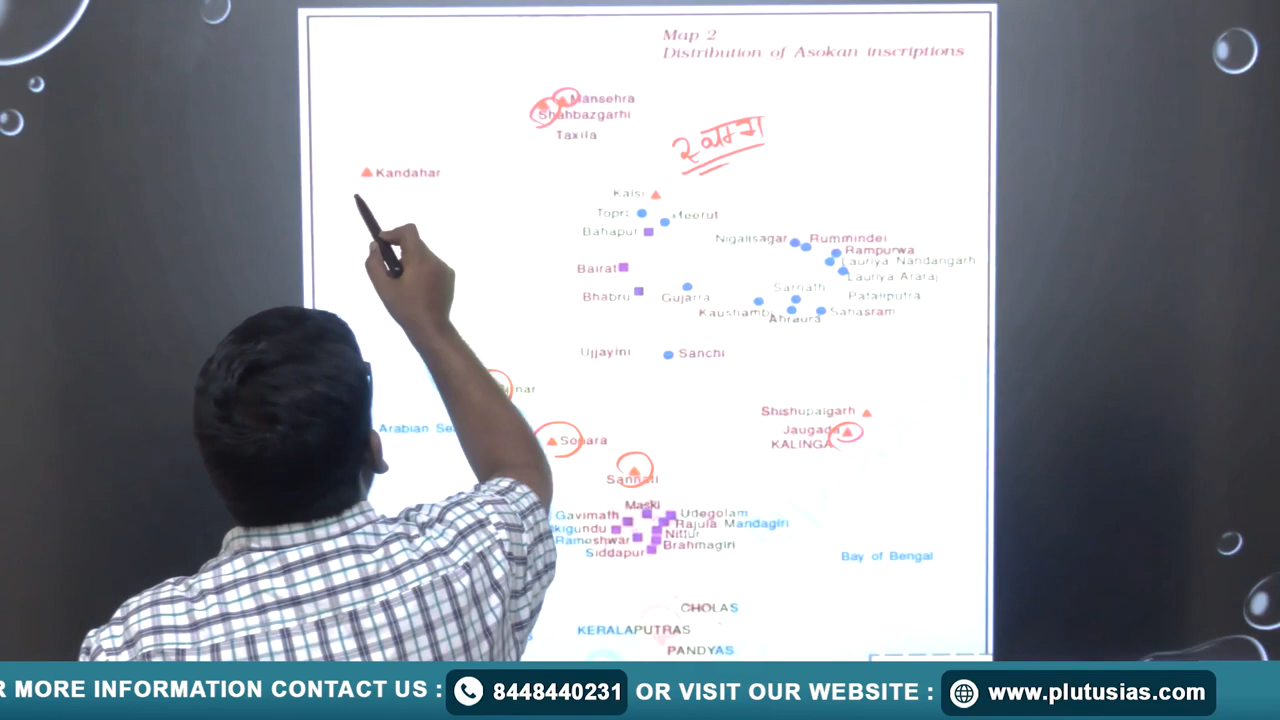 Map 2
Distribution of Asokan inscriptions
Mansehra
Shahbazgarhi
Taxila
Kandahar
Kalsi
Topra
Meerut
Bahapur
Nigalisagar
Rummindei
Rampurwa
Lauriya Nandangarh
Lauriya Araraj
Bairat
Bhabru
Gujarra
Sarnath
Pataliputra
Kaushambi
Sahasram
Ahraura
Ujjayini
Sanchi
Shishupalgarh
Jaugada
KALINGA
Arabian Se
Sopara
Sannati
Maski
Gavimath
Udegolam
Rajula Mandagiri
kigundu
Nittur
Rameshwar
Brahmagiri
Siddapur
Bay of Bengal
CHOLAS
KERALAPUTRAS
PANDYAS
R MORE INFORMATION CONTACT US : 8448440231 OR VISIT OUR WEBSITE : www.plutusias.com